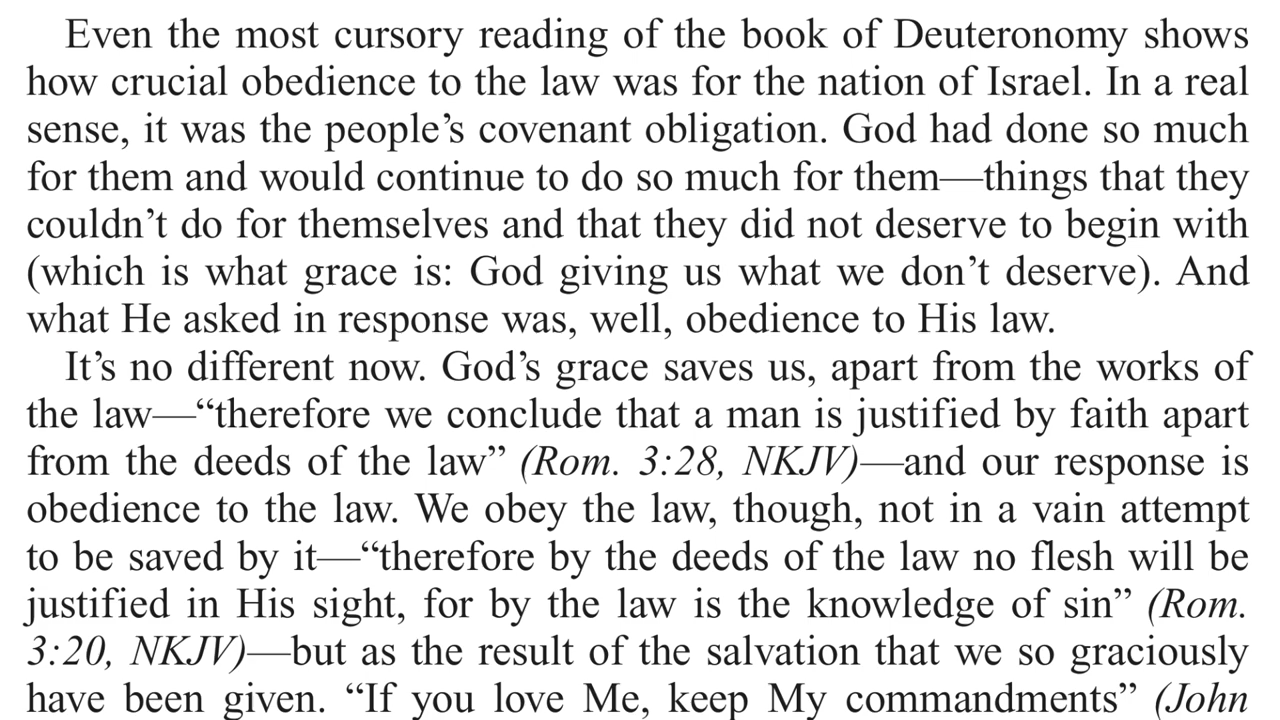 Even the most cursory reading of the book of Deuteronomy shows
how crucial obedience to the law was for the nation of Israel. In a real
sense, it was the people’s covenant obligation. God had done so much
for them and would continue to do so much for them—things that they
couldn’t do for themselves and that they did not deserve to begin with
(which is what grace is: God giving us what we don’t deserve). And
what He asked in response was, well, obedience to His law.
It’s no different now. God’s grace saves us, apart from the works of
the law—“therefore we conclude that a man is justified by faith apart
from the deeds of the law” (Rom. 3:28, NKJV)—and our response is
obedience to the law. We obey the law, though, not in a vain attempt
to be saved by it—“therefore by the deeds of the law no flesh will be
justified in His sight, for by the law is the knowledge of sin” (Rom.
3:20, NKJV)—but as the result of the salvation that we so graciously
have been given. “If you love Me, keep My commandments” (John